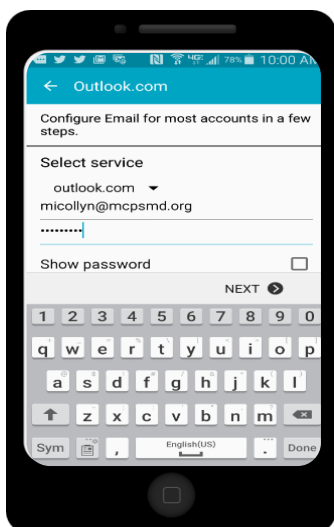 4G 78% 10:00 AM
Outlook.com
Configure Email for most accounts in a few
steps.
Select service
outlook.com
micollyn@mcpsmd.org
•••••••••
Show password
NEXT
1 2 3 4 5 6 7 8 9 0
q w e r t y u i o p
a s d f g h j k l
z x c v b n m
Sym , English(US) . Done